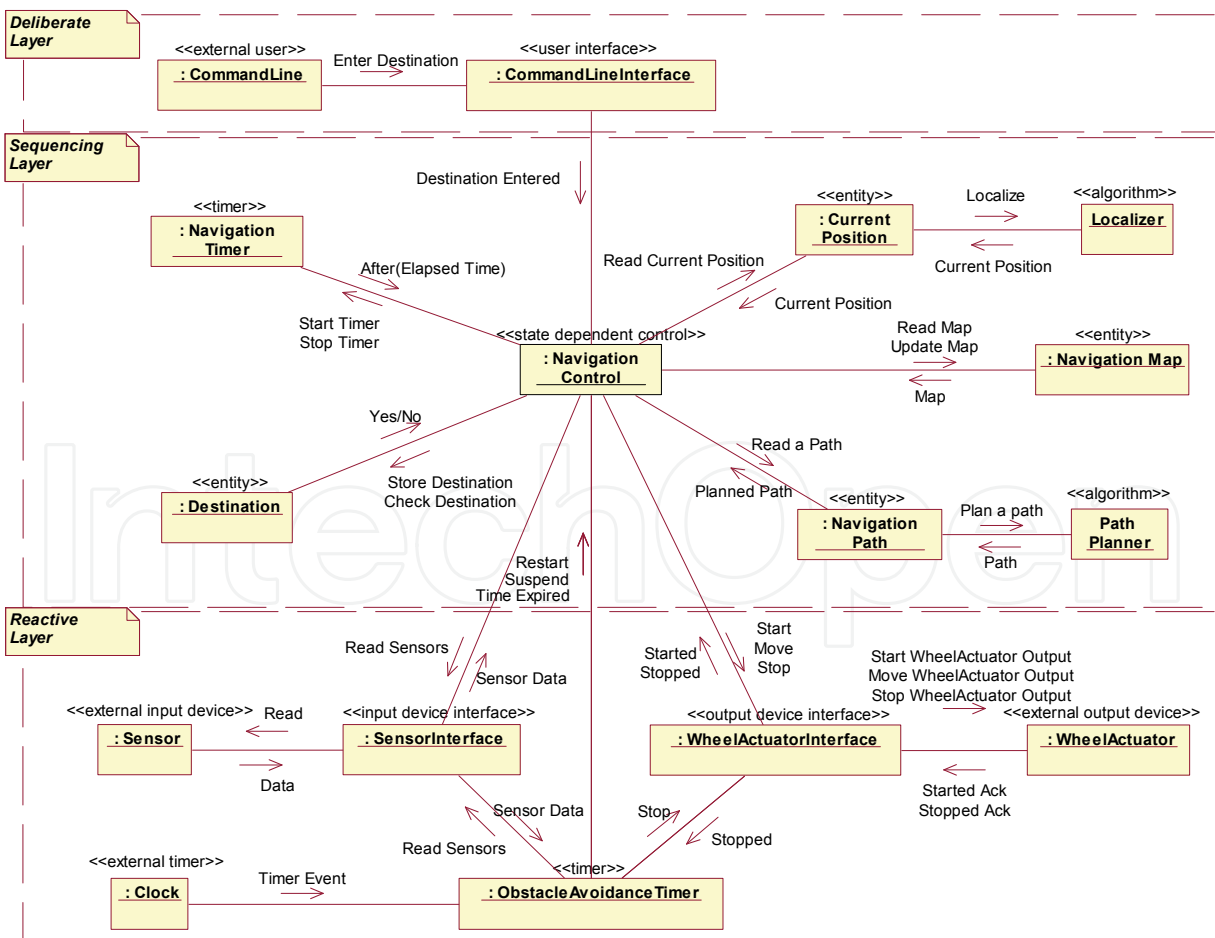 Deliberate
Layer
<<external user>>
: CommandLine
Enter Destination
<<user interface>>
: CommandLineInterface
Sequencing
Layer
Destination Entered
<<timer>>
: Navigation
Timer
After(Elapsed Time)
Start Timer
Stop Timer
<<entity>>
: Current
Position
Localize
<<algorithm>>
Localizer
Current Position
Read Current Position
Current Position
<<state dependent control>>
: Navigation
Control
Read Map
Update Map
Map
<<entity>>
: Navigation Map
Yes/No
Store Destination
Check Destination
<<entity>>
: Destination
Read a Path
Planned Path
<<entity>>
: Navigation
Path
Plan a path
Path
<<algorithm>>
Path
Planner
IntechOpen
Restart
Suspend
Time Expired
Reactive
Layer
Read Sensors
Sensor Data
Started
Stopped
Start
Move
Stop
Start WheelActuator Output
Move WheelActuator Output
Stop WheelActuator Output
<<external input device>>
: Sensor
Read
Data
<<input device interface>>
: SensorInterface
<<output device interface>>
: WheelActuatorInterface
<<external output device>>
: WheelActuator
Started Ack
Stopped Ack
Sensor Data
Read Sensors
Stop
Stopped
<<external timer>>
: Clock
Timer Event
<<timer>>
: ObstacleAvoidanceTimer